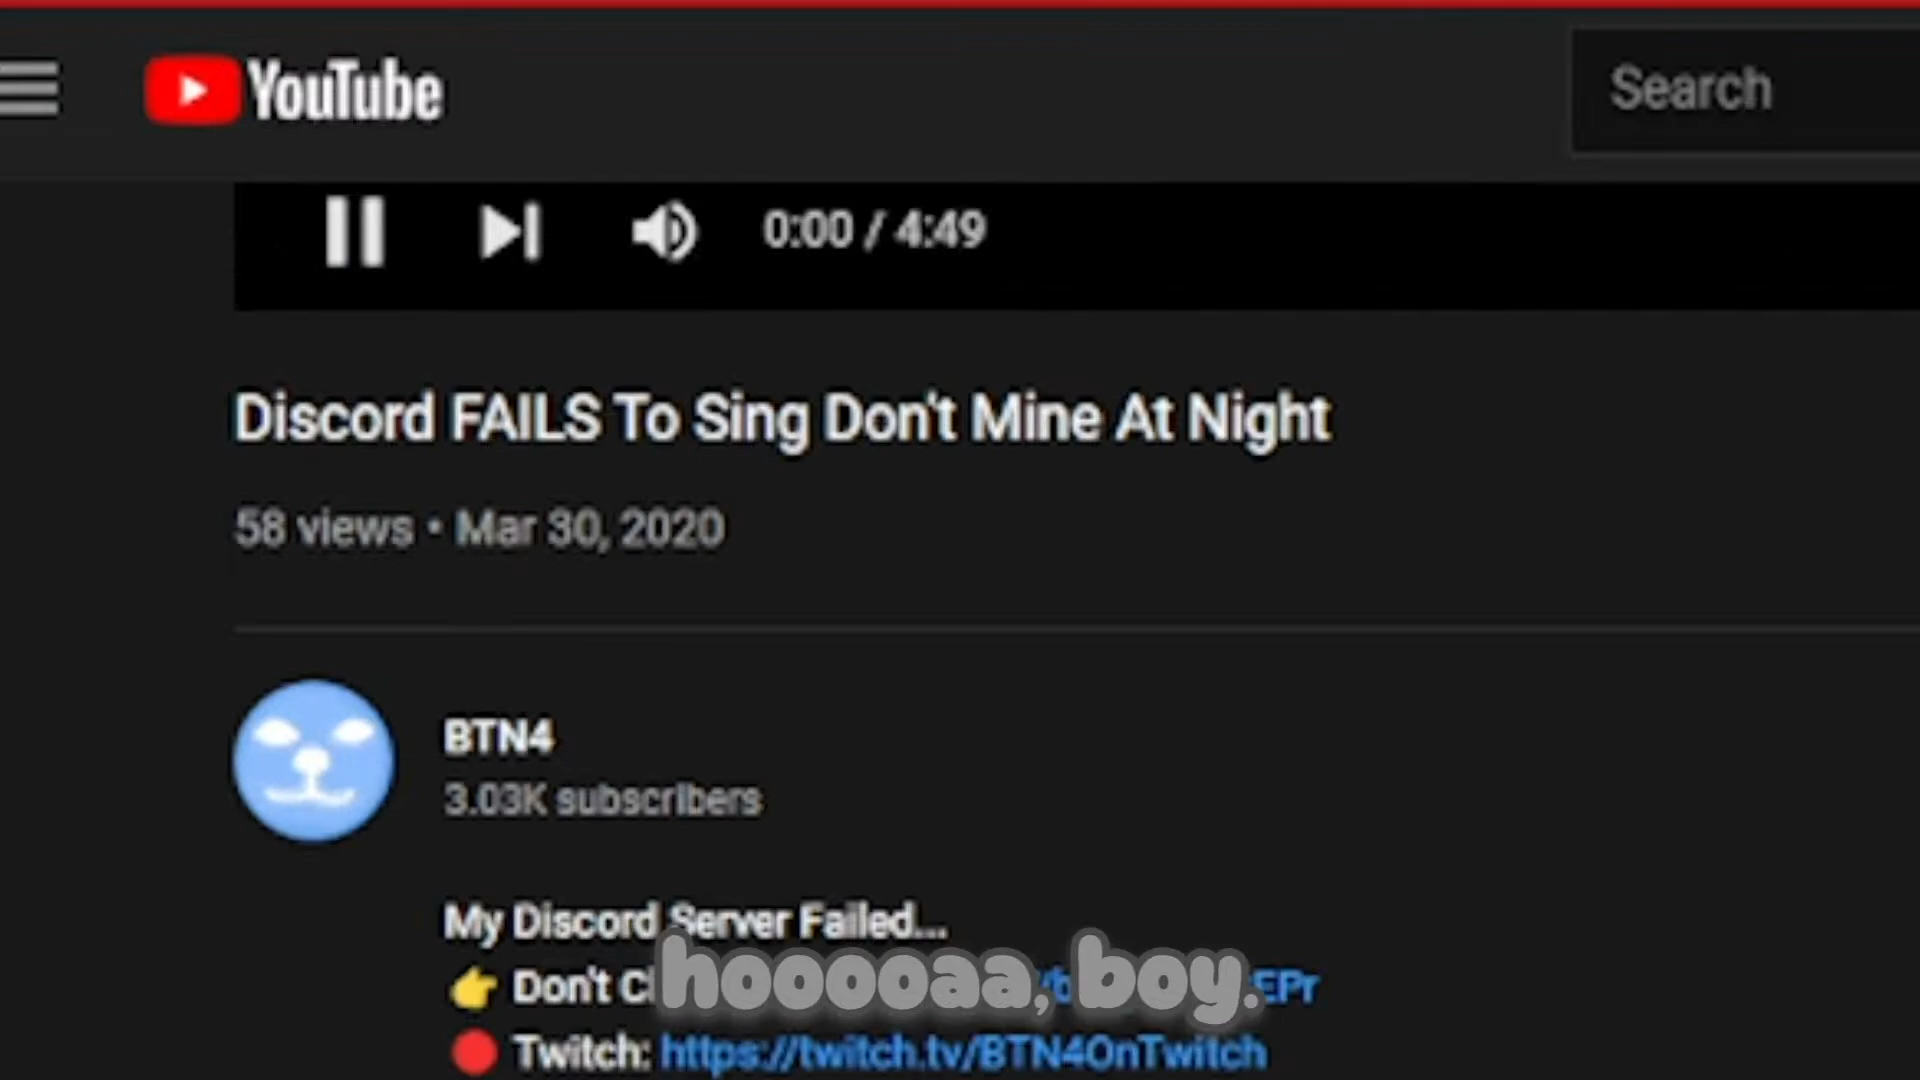 YouTube
Search
0:00 / 4:49
Discord FAILS To Sing Don't Mine At Night
58 views • Mar 30, 2020
BTN4
3.03K subscribers
My Discord Server Failed...
👉 Don't
EPr
hoooooaa, boy.
🔴 Twitch: https://twitch.tv/BTN4OnTwitch